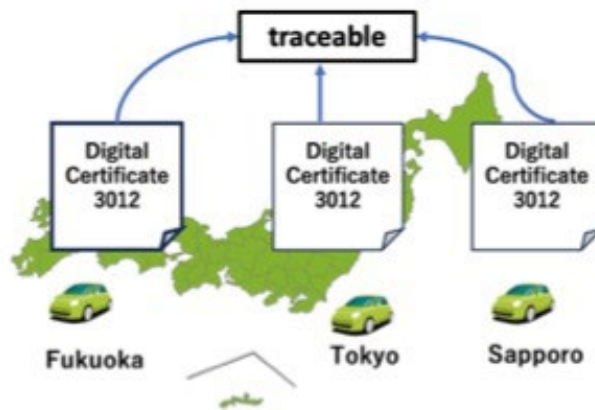 traceable
Digital
Certificate
3012
Digital
Certificate
3012
Digital
Certificate
3012
Fukuoka
Tokyo
Sapporo